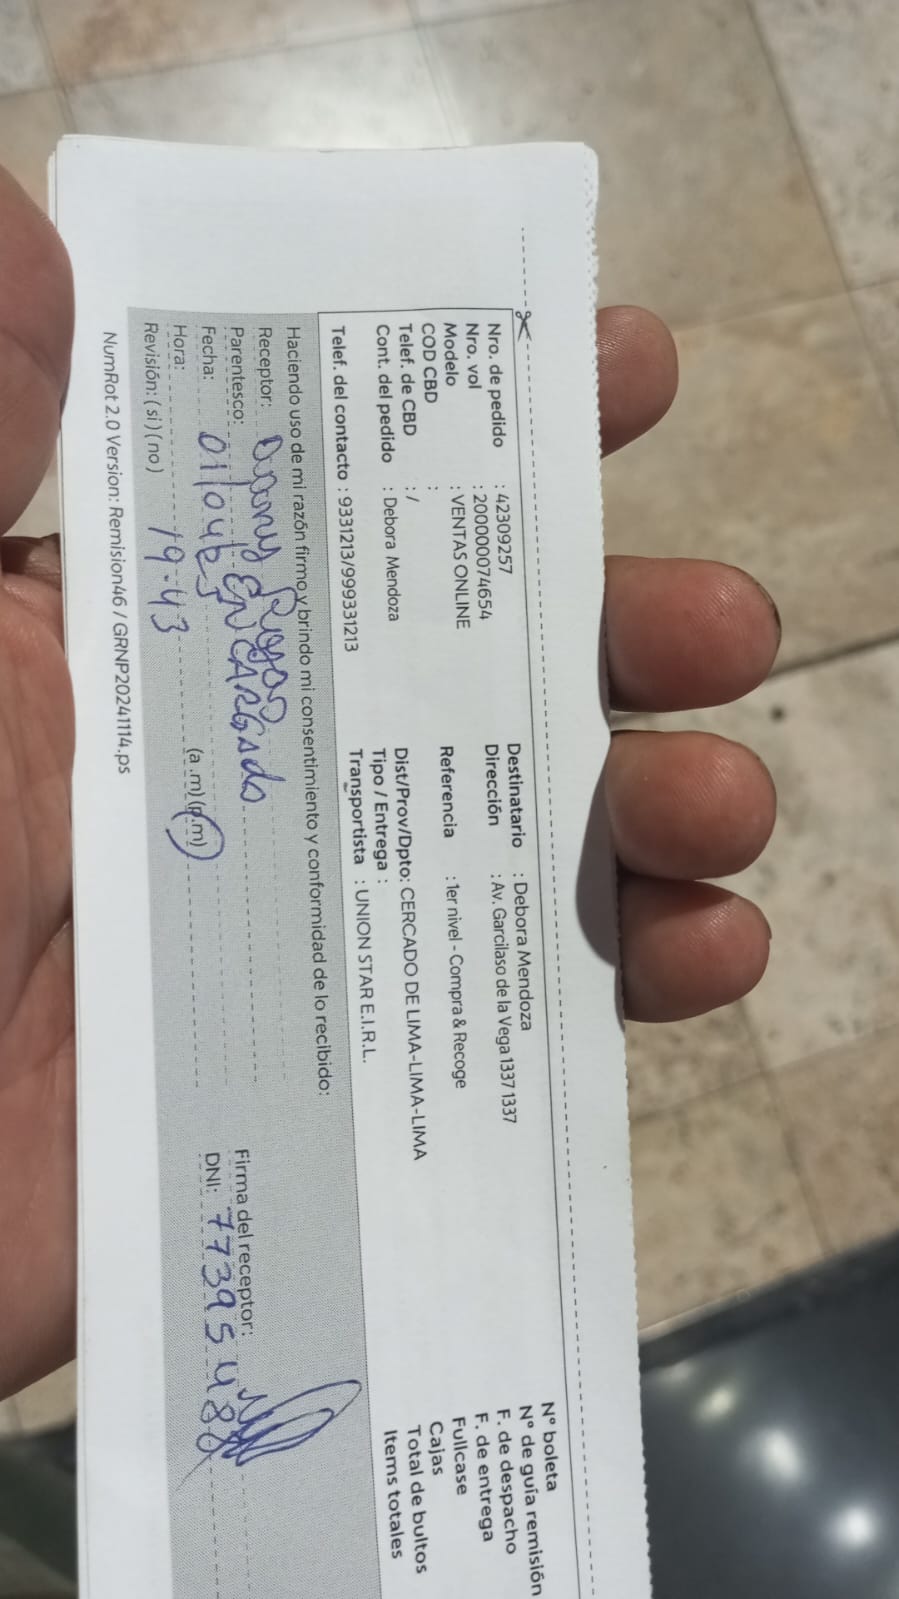 Nro. de pedido : 42309257
Nro. vol : 200000074654
Modelo : VENTAS ONLINE
COD CBD :
Telef. de CBD : /
Cont. del pedido : Debora Mendoza
Telef. del contacto : 9331213/999331213
Destinatario : Debora Mendoza
Dirección : Av. Garcilaso de la Vega 1337 1337
Referencia : 1er nivel - Compra & Recoge
Dist/Prov/Dpto: CERCADO DE LIMA-LIMA-LIMA
Tipo / Entrega :
Transportista : UNION STAR E.I.R.L.
N° boleta
N° de guía remisión
F. de despacho
F. de entrega
Fullcase
Cajas
Total de bultos
Items totales
Haciendo uso de mi razón firmo y brindo mi consentimiento y conformidad de lo recibido:
Receptor:
Parentesco: ENCARGADO
Fecha: 01/04
Hora: 19.43 (a .m) (p.m)
Revisión: ( si ) ( no )
Firma del receptor:
DNI: 77395488
NumRot 2.0 Version: Remision46 / GRNP20241114.ps